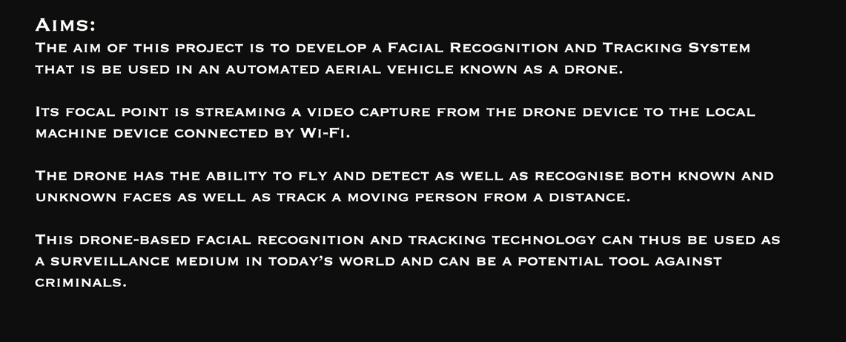 Aims:
The aim of this project is to develop a Facial Recognition and Tracking System
that is be used in an automated aerial vehicle known as a drone.
Its focal point is streaming a video capture from the drone device to the local
machine device connected by Wi-Fi.
The drone has the ability to fly and detect as well as recognise both known and
unknown faces as well as track a moving person from a distance.
This drone-based facial recognition and tracking technology can thus be used as
a surveillance medium in today’s world and can be a potential tool against
criminals.